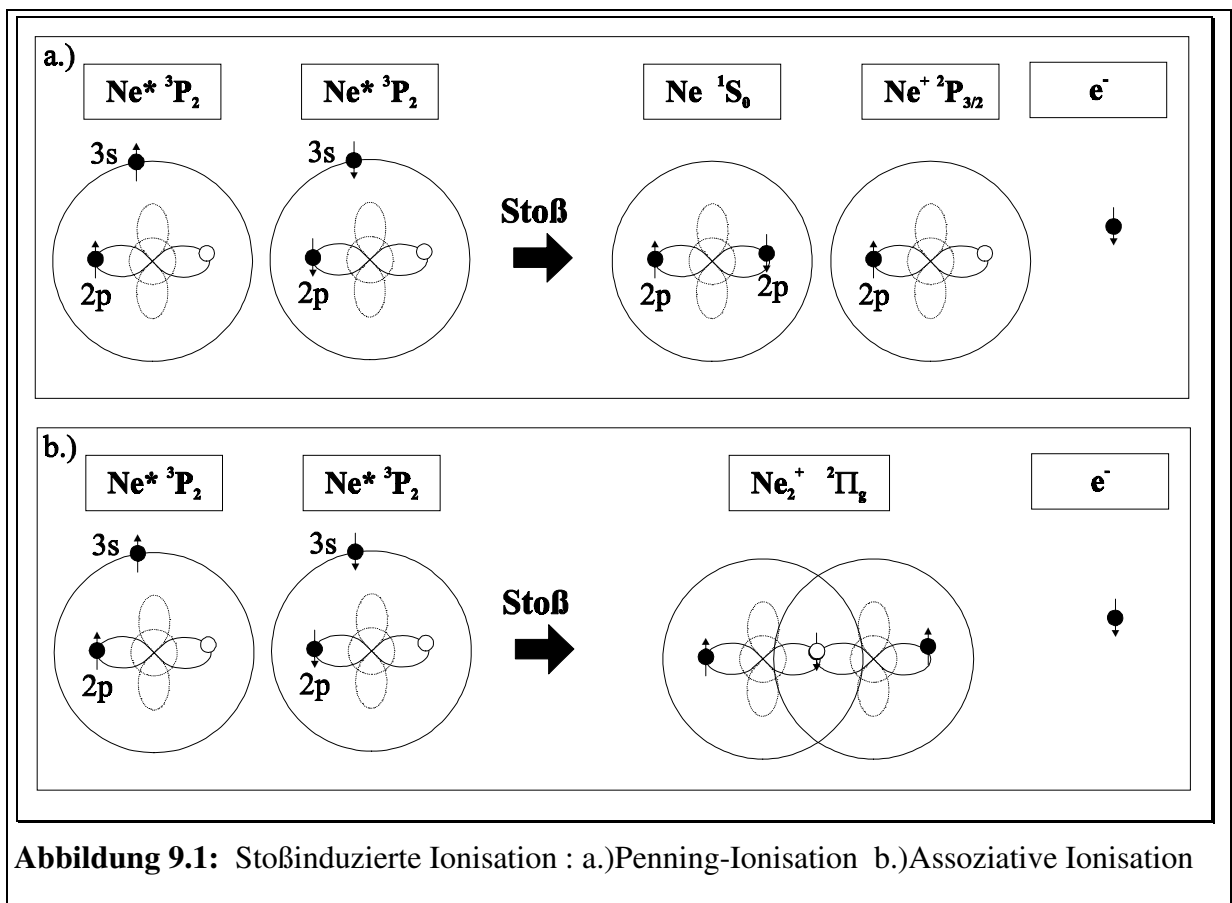 a.)
Ne* ³P₂ Ne* ³P₂ Ne ¹S₀ Ne⁺ ²P₃/₂ e⁻
3s 3s
Stoß
2p 2p 2p 2p 2p
b.)
Ne* ³P₂ Ne* ³P₂ Ne₂⁺ ²Πg e⁻
3s 3s
Stoß
2p 2p
Abbildung 9.1: Stoßinduzierte Ionisation : a.)Penning-Ionisation b.)Assoziative Ionisation